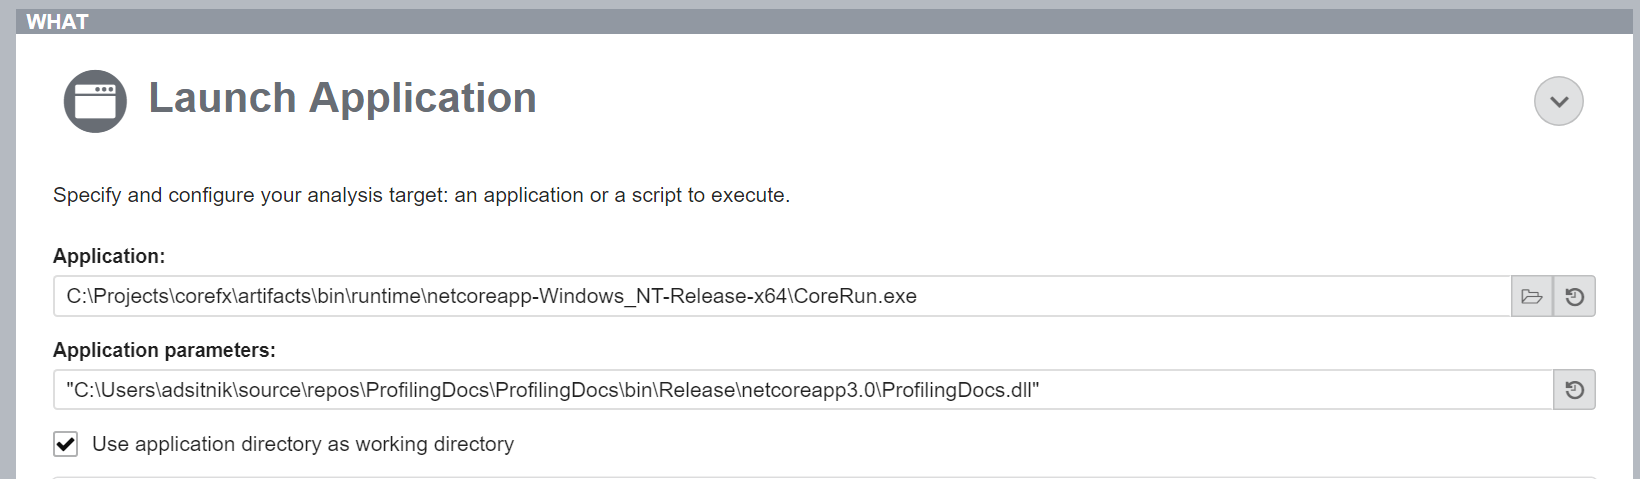 WHAT
Launch Application
Specify and configure your analysis target: an application or a script to execute.
Application:
C:\Projects\corefx\artifacts\bin\runtime\netcoreapp-Windows_NT-Release-x64\CoreRun.exe
Application parameters:
"C:\Users\adsitnik\source\repos\ProfilingDocs\ProfilingDocs\bin\Release\netcoreapp3.0\ProfilingDocs.dll"
Use application directory as working directory